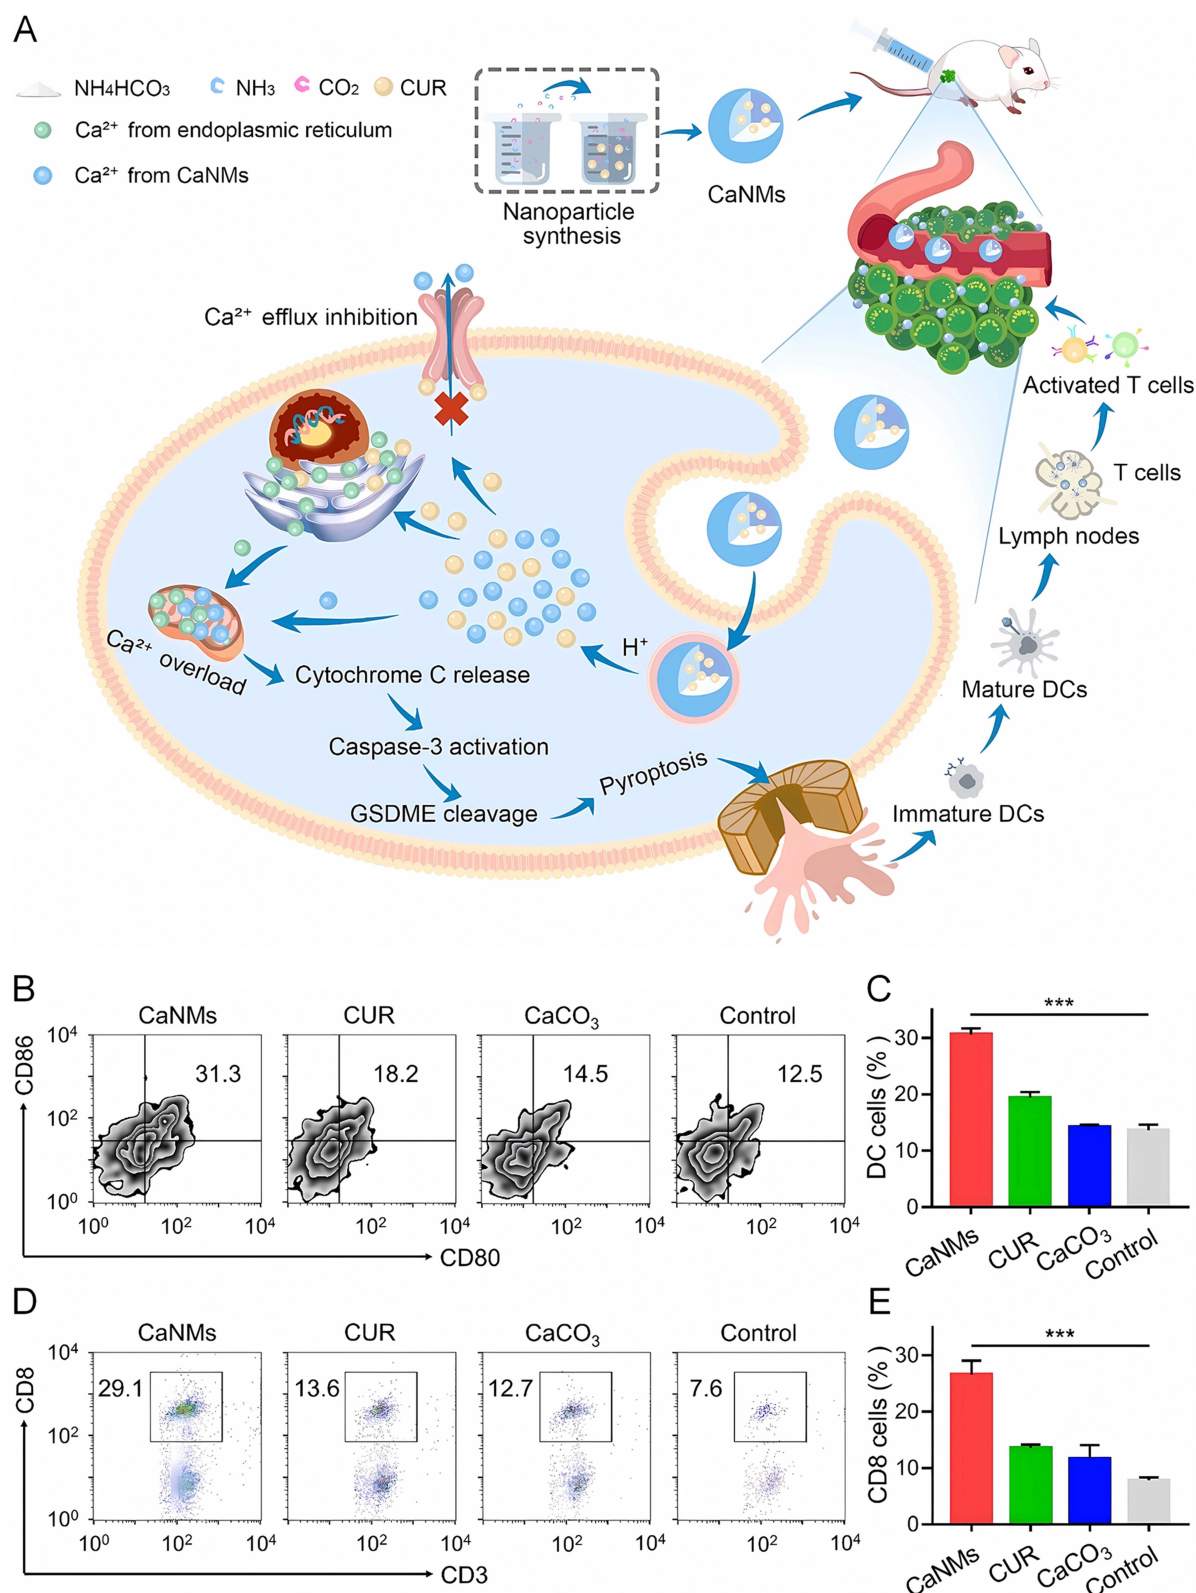 A
NH₄HCO₃ NH₃ CO₂ CUR
Ca²⁺ from endoplasmic reticulum
Ca²⁺ from CaNMs
Nanoparticle
synthesis
CaNMs
Ca²⁺ efflux inhibition
Activated T cells
T cells
Lymph nodes
Mature DCs
Immature DCs
H⁺
Ca²⁺ overload
Cytochrome C release
Caspase-3 activation
GSDME cleavage
Pyroptosis
B
CaNMs CUR CaCO₃ Control
CD86
10⁴
10²
10⁰
31.3 18.2 14.5 12.5
10⁰ 10² 10⁴ 10⁰ 10² 10⁴ 10⁰ 10² 10⁴ 10² 10⁴
CD80
C
***
DC cells (%)
30
20
10
0
CaNMs CUR CaCO₃ Control
D
CaNMs CUR CaCO₃ Control
CD8
10⁴
10²
10⁰
29.1 13.6 12.7 7.6
10⁰ 10² 10⁴ 10⁰ 10² 10⁴ 10⁰ 10² 10⁴ 10⁰ 10² 10⁴
CD3
E
***
CD8 cells (%)
30
20
10
0
CaNMs CUR CaCO₃ Control